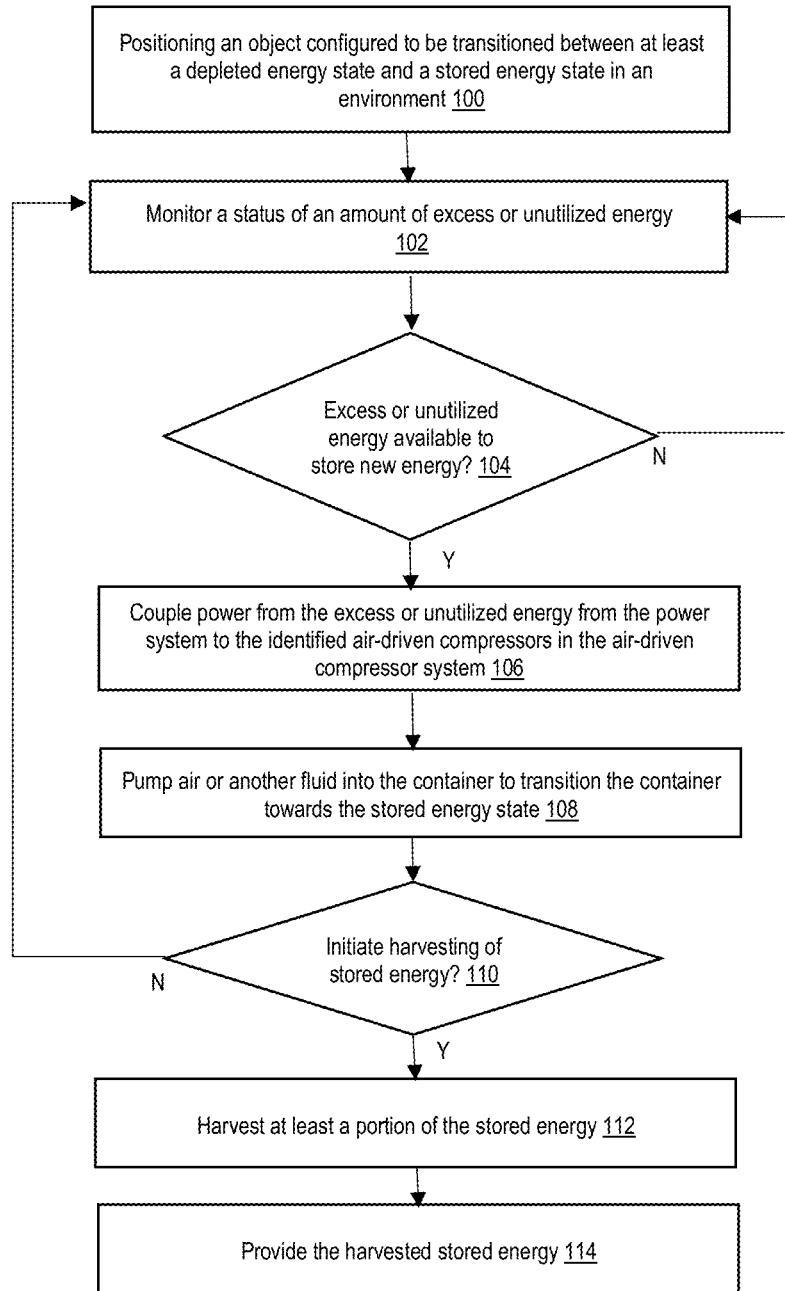 Positioning an object configured to be transitioned between at least
a depleted energy state and a stored energy state in an
environment 100
Monitor a status of an amount of excess or unutilized energy
102
Excess or unutilized
energy available to
store new energy? 104
N
Y
Couple power from the excess or unutilized energy from the power
system to the identified air-driven compressors in the air-driven
compressor system 106
Pump air or another fluid into the container to transition the container
towards the stored energy state 108
Initiate harvesting of
stored energy? 110
N
Y
Harvest at least a portion of the stored energy 112
Provide the harvested stored energy 114